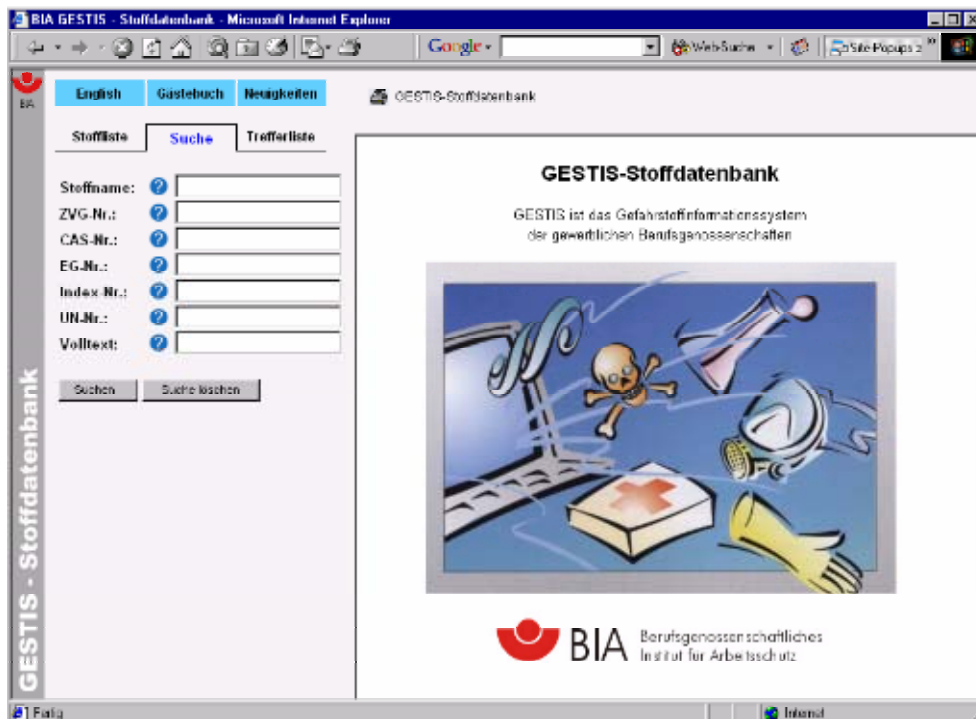 BIA GESTIS - Stoffdatenbank - Microsoft Internet Explorer
Google
Web-Suche
Site-Popups
BIA
English Gästebuch Neuigkeiten
GESTIS-Stoffdatenbank
Stoffliste Suche Trefferliste
Stoffname:
ZVG-Nr.:
CAS-Nr.:
EG-Nr.:
Index-Nr.:
UN-Nr.:
Volltext:
Suchen Suche löschen
GESTIS - Stoffdatenbank
GESTIS-Stoffdatenbank
GESTIS ist das Gefahrstoffinformationssystem
der gewerblichen Berufsgenossenschaften
BIA Berufsgenossenschaftliches
Institut für Arbeitsschutz
Fertig
Internet